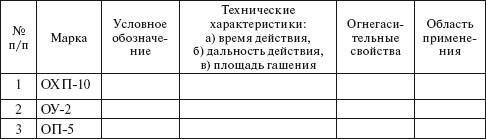 №
п/п
Марка
Условное
обозначе-
ние
Технические
характеристики:
а) время действия,
б) дальность действия,
в) площадь гашения
Огнегаси-
тельные
свойства
Область
примене-
ния
1 ОХП-10
2 ОУ-2
3 ОП-5